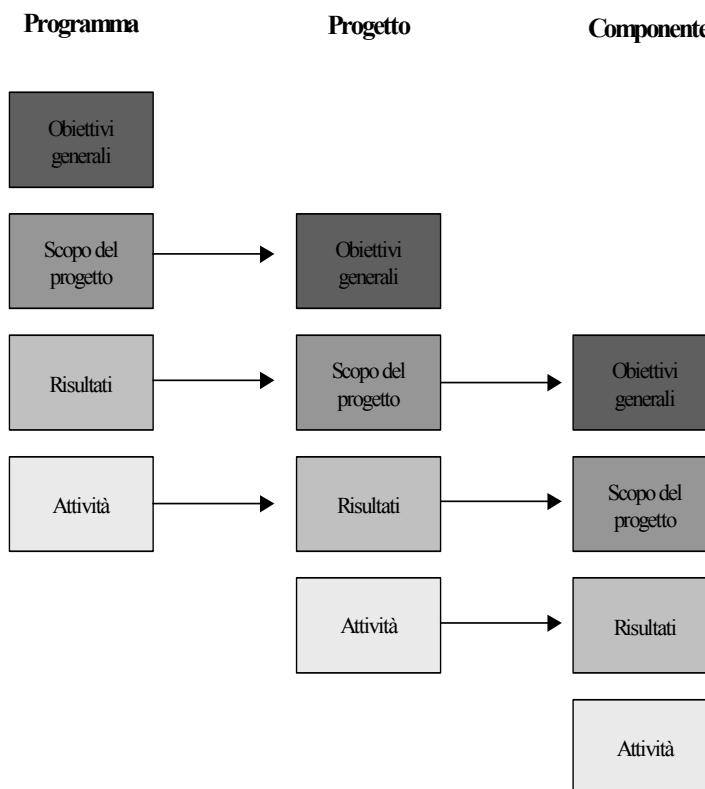 Programma
Progetto
Componente
Obiettivi
generali
Scopo del
progetto
Obiettivi
generali
Risultati
Scopo del
progetto
Obiettivi
generali
Attività
Risultati
Scopo del
progetto
Attività
Risultati
Attività